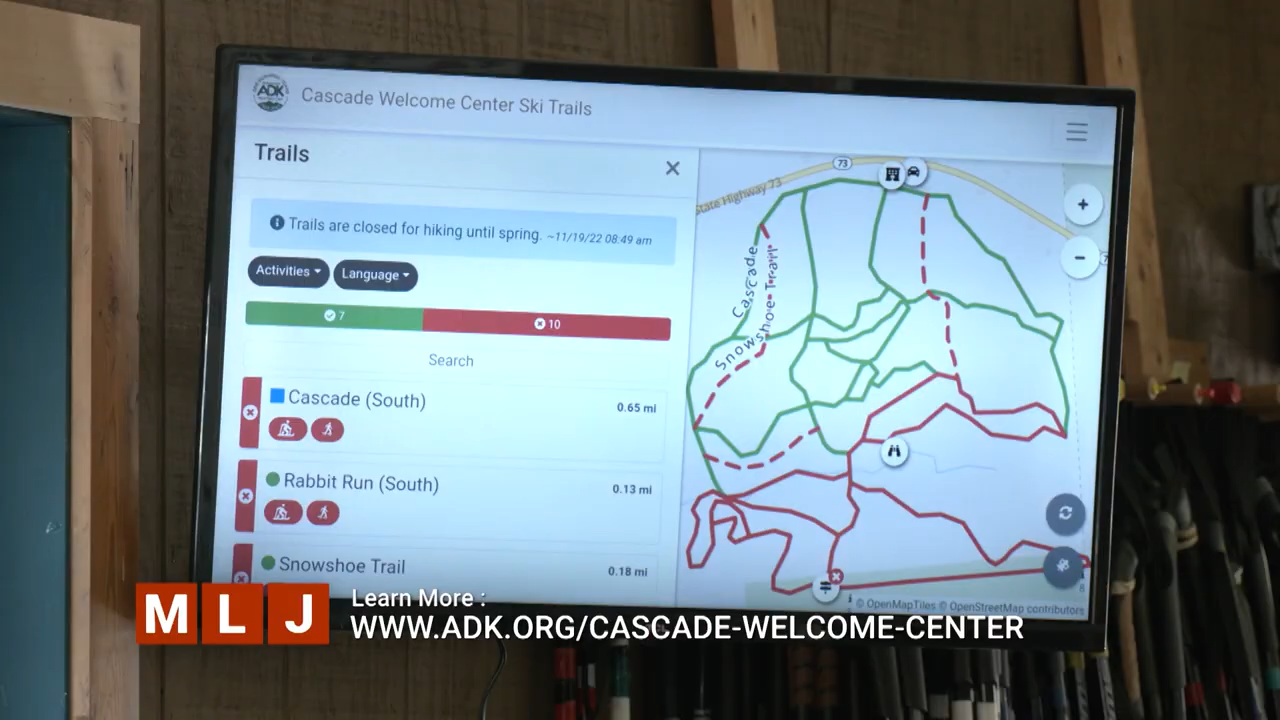 ADK
Cascade Welcome Center Ski Trails
Trails
Trails are closed for hiking until spring. ~11/19/22 08:49 am
Activities
Language
7
10
Search
Cascade (South)
0.65 mi
Rabbit Run (South)
0.13 mi
Snowshoe Trail
0.18 mi
73
State Highway 73
Cascade
Snowshoe Trail
+
−
7
© OpenMapTiles © OpenStreetMap contributors
MLJ
Learn More :
WWW.ADK.ORG/CASCADE-WELCOME-CENTER